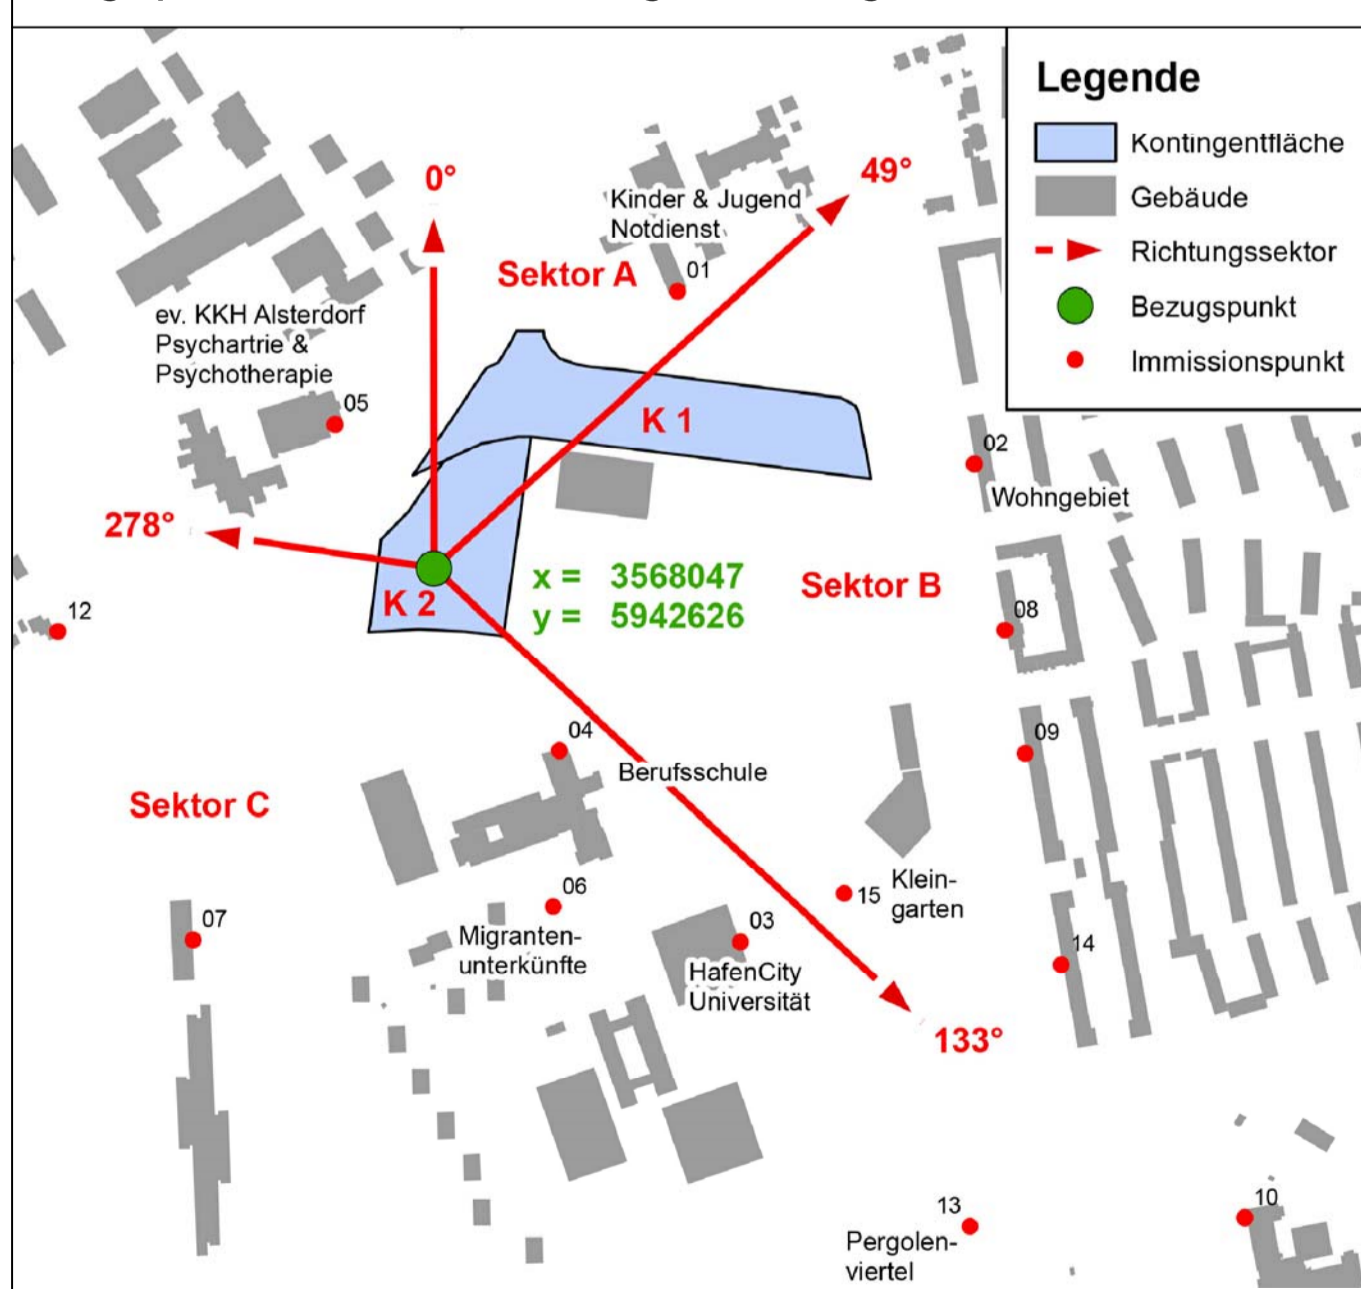 Legende
Kontingentfläche
Gebäude
Richtungssektor
Bezugspunkt
Immissionspunkt
0°
49°
Kinder & Jugend
Notdienst
01
Sektor A
ev. KKH Alsterdorf
Psychartrie &
Psychotherapie
05
K 1
02
Wohngebiet
278°
x = 3568047
y = 5942626
Sektor B
K 2
12
08
04
09
Berufsschule
Sektor C
06
15
Klein-
garten
07
03
Migranten-
unterkünfte
14
HafenCity
Universität
133°
13
10
Pergolen-
viertel